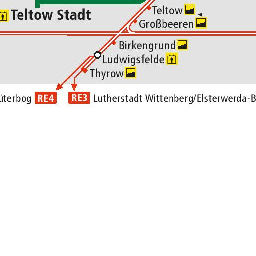 Teltow
Teltow Stadt
Großbeeren
Birkengrund
Ludwigsfelde
Thyrow
üterbog RE4 RE3 Lutherstadt Wittenberg/Elsterwerda-B